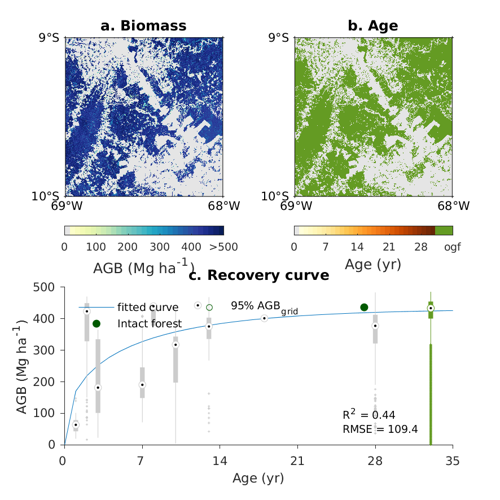 a. Biomass
b. Age
9°S
9°S
10°S
10°S
69°W
68°W
69°W
68°W
0 100 200 300 400 >500
0 7 14 21 28 ogf
AGB (Mg ha-1)
Age (yr)
c. Recovery curve
fitted curve
95% AGBgrid
Intact forest
500
400
300
200
100
0
AGB (Mg ha-1)
R2 = 0.44
RMSE = 109.4
0 7 14 21 28 35
Age (yr)